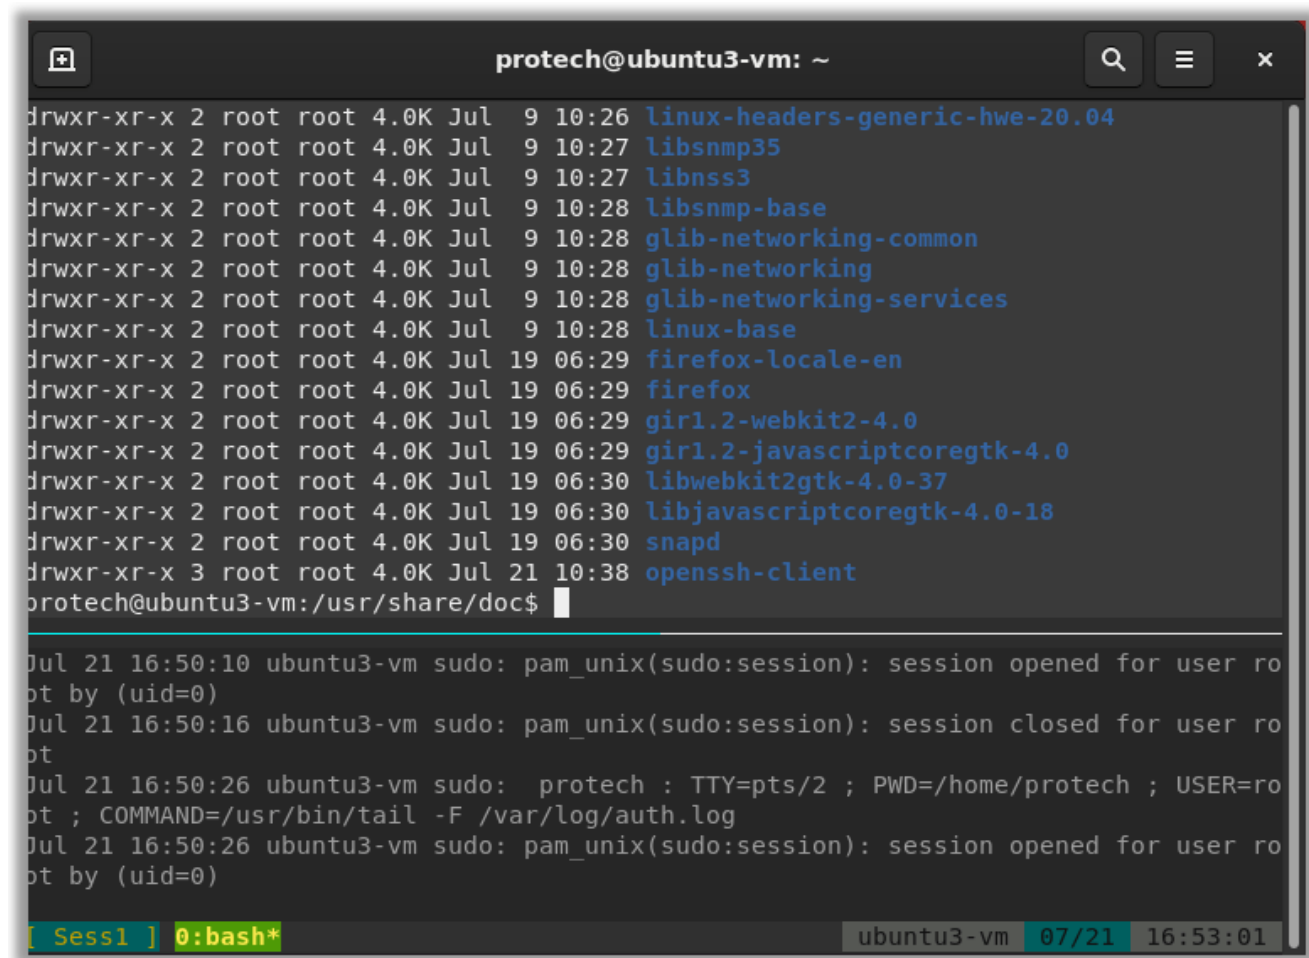 protech@ubuntu3-vm: ~
drwxr-xr-x 2 root root 4.0K Jul  9 10:26 linux-headers-generic-hwe-20.04
drwxr-xr-x 2 root root 4.0K Jul  9 10:27 libsnmp35
drwxr-xr-x 2 root root 4.0K Jul  9 10:27 libnss3
drwxr-xr-x 2 root root 4.0K Jul  9 10:28 libsnmp-base
drwxr-xr-x 2 root root 4.0K Jul  9 10:28 glib-networking-common
drwxr-xr-x 2 root root 4.0K Jul  9 10:28 glib-networking
drwxr-xr-x 2 root root 4.0K Jul  9 10:28 glib-networking-services
drwxr-xr-x 2 root root 4.0K Jul  9 10:28 linux-base
drwxr-xr-x 2 root root 4.0K Jul 19 06:29 firefox-locale-en
drwxr-xr-x 2 root root 4.0K Jul 19 06:29 firefox
drwxr-xr-x 2 root root 4.0K Jul 19 06:29 gir1.2-webkit2-4.0
drwxr-xr-x 2 root root 4.0K Jul 19 06:29 gir1.2-javascriptcoregtk-4.0
drwxr-xr-x 2 root root 4.0K Jul 19 06:30 libwebkit2gtk-4.0-37
drwxr-xr-x 2 root root 4.0K Jul 19 06:30 libjavascriptcoregtk-4.0-18
drwxr-xr-x 2 root root 4.0K Jul 19 06:30 snapd
drwxr-xr-x 3 root root 4.0K Jul 21 10:38 openssh-client
protech@ubuntu3-vm:/usr/share/doc$
Jul 21 16:50:10 ubuntu3-vm sudo: pam_unix(sudo:session): session opened for user ro
ot by (uid=0)
Jul 21 16:50:16 ubuntu3-vm sudo: pam_unix(sudo:session): session closed for user ro
ot
Jul 21 16:50:26 ubuntu3-vm sudo:  protech : TTY=pts/2 ; PWD=/home/protech ; USER=ro
ot ; COMMAND=/usr/bin/tail -F /var/log/auth.log
Jul 21 16:50:26 ubuntu3-vm sudo: pam_unix(sudo:session): session opened for user ro
ot by (uid=0)
[ Sess1 ] 0:bash* ubuntu3-vm 07/21 16:53:01